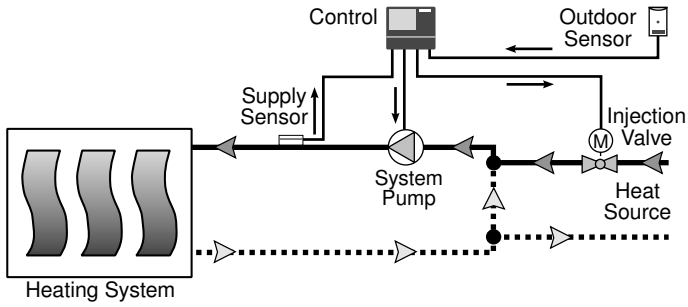 Control
Outdoor
Sensor
Supply
Sensor
Injection
Valve
M
System
Pump
Heat
Source
Heating System